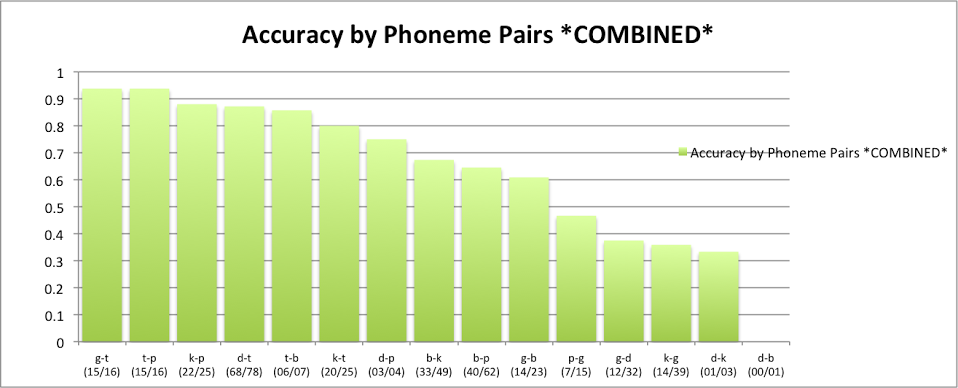 Accuracy by Phoneme Pairs *COMBINED*
1
0.9
0.8
0.7
0.6
0.5
0.4
0.3
0.2
0.1
0
Accuracy by Phoneme Pairs *COMBINED*
g-t t-p k-p d-t t-b k-t d-p b-k b-p g-b p-g g-d k-g d-k d-b
(15/16) (15/16) (22/25) (68/78) (06/07) (20/25) (03/04) (33/49) (40/62) (14/23) (7/15) (12/32) (14/39) (01/03) (00/01)